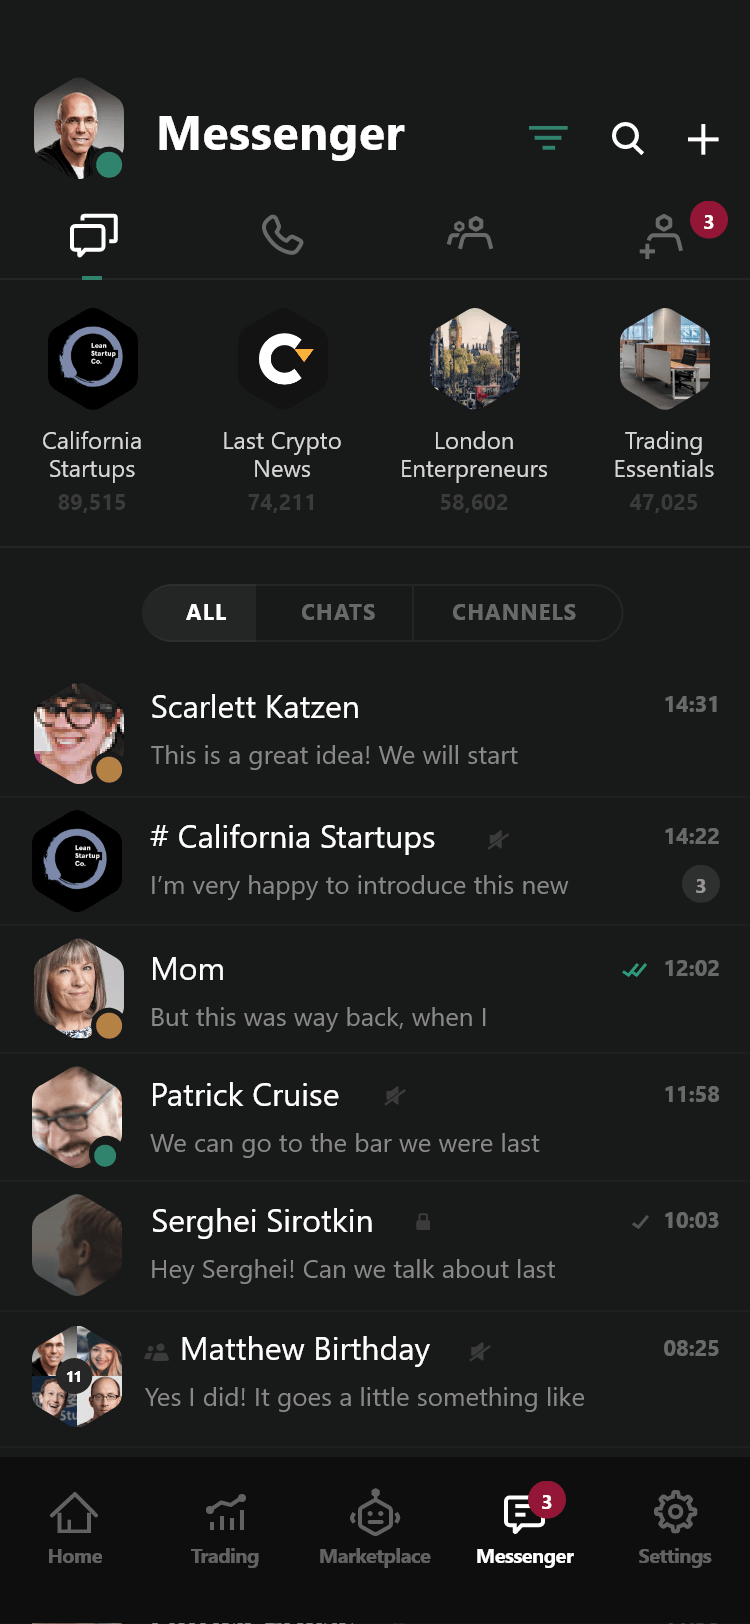 Messenger
3
Lean
Startup
Co.
California
Startups
89,515
Last Crypto
News
74,211
London
Enterpreneurs
58,602
Trading
Essentials
47,025
ALL
CHATS
CHANNELS
Scarlett Katzen
14:31
This is a great idea! We will start
Lean
Startup
Co.
# California Startups
14:22
I’m very happy to introduce this new
3
Mom
12:02
But this was way back, when I
Patrick Cruise
11:58
We can go to the bar we were last
Serghei Sirotkin
10:03
Hey Serghei! Can we talk about last
11
Matthew Birthday
08:25
Yes I did! It goes a little something like
3
Home
Trading
Marketplace
Messenger
Settings